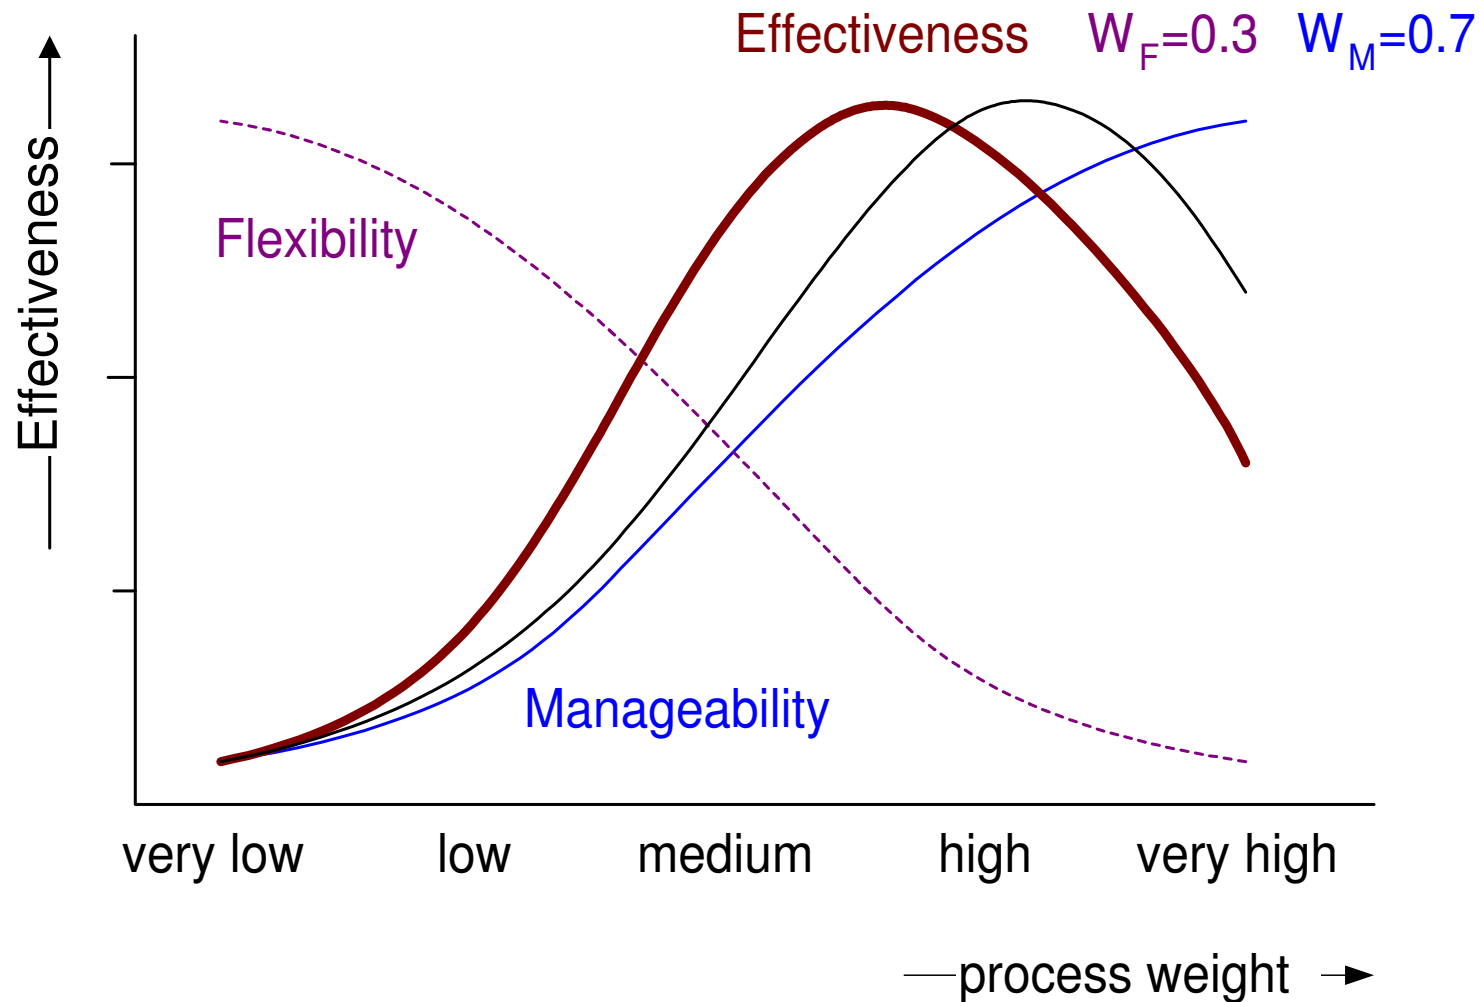 Effectiveness W_F=0.3 W_M=0.7
Effectiveness
Flexibility
Manageability
very low low medium high very high
process weight